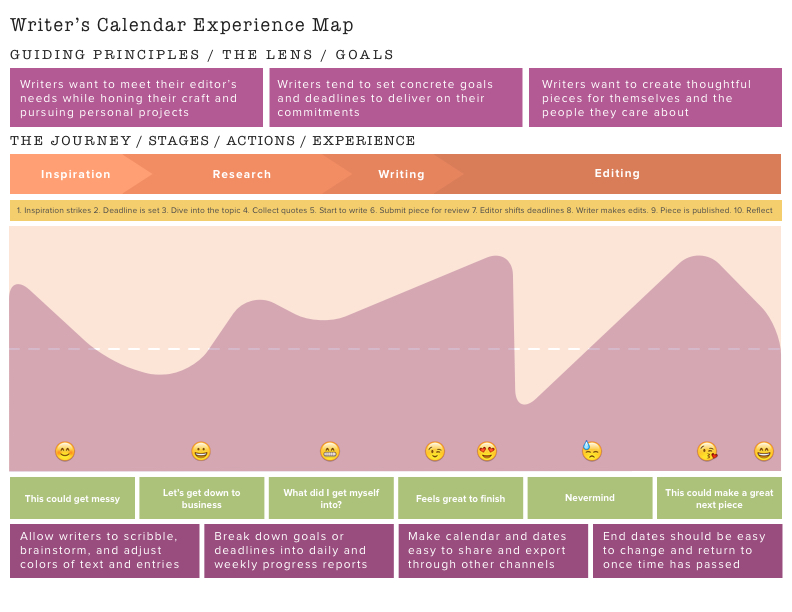 Writer's Calendar Experience Map
GUIDING PRINCIPLES / THE LENS / GOALS
Writers want to meet their editor's
needs while honing their craft and
pursuing personal projects
Writers tend to set concrete goals
and deadlines to deliver on their
commitments
Writers want to create thoughtful
pieces for themselves and the
people they care about
THE JOURNEY / STAGES / ACTIONS / EXPERIENCE
Inspiration
Research
Writing
Editing
1. Inspiration strikes 2. Deadline is set 3. Dive into the topic 4. Collect quotes 5. Start to write 6. Submit piece for review 7. Editor shifts deadlines 8. Writer makes edits. 9. Piece is published. 10. Reflect
This could get messy
Let's get down to
business
What did I get myself
into?
Feels great to finish
Nevermind
This could make a great
next piece
Allow writers to scribble,
brainstorm, and adjust
colors of text and entries
Break down goals or
deadlines into daily and
weekly progress reports
Make calendar and dates
easy to share and export
through other channels
End dates should be easy
to change and return to
once time has passed